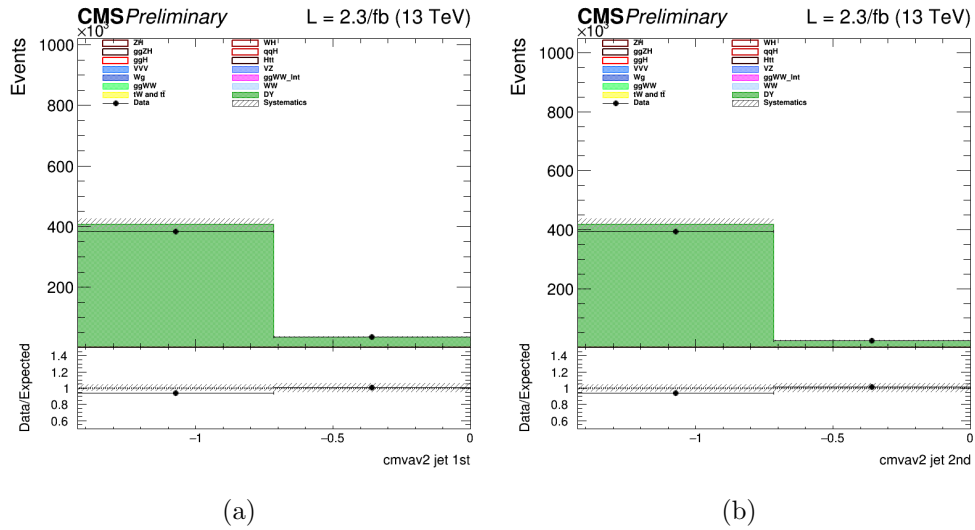 CMS Preliminary L = 2.3/fb (13 TeV)
×10³
Events
ZH WH
ggZH qqH
ggH Htt
VVV VZ
Wg ggWW_Int
ggWW WW
tW and tt̄ DY
Data Systematics
1000
800
600
400
200
Data/Expected
1.4
1.2
1
0.8
0.6
−1 −0.5 0
cmvav2 jet 1st
(a)
CMS Preliminary L = 2.3/fb (13 TeV)
×10³
Events
ZH WH
ggZH qqH
ggH Htt
VVV VZ
Wg ggWW_Int
ggWW WW
tW and tt̄ DY
Data Systematics
1000
800
600
400
200
Data/Expected
1.4
1.2
1
0.8
0.6
−1 −0.5 0
cmvav2 jet 2nd
(b)